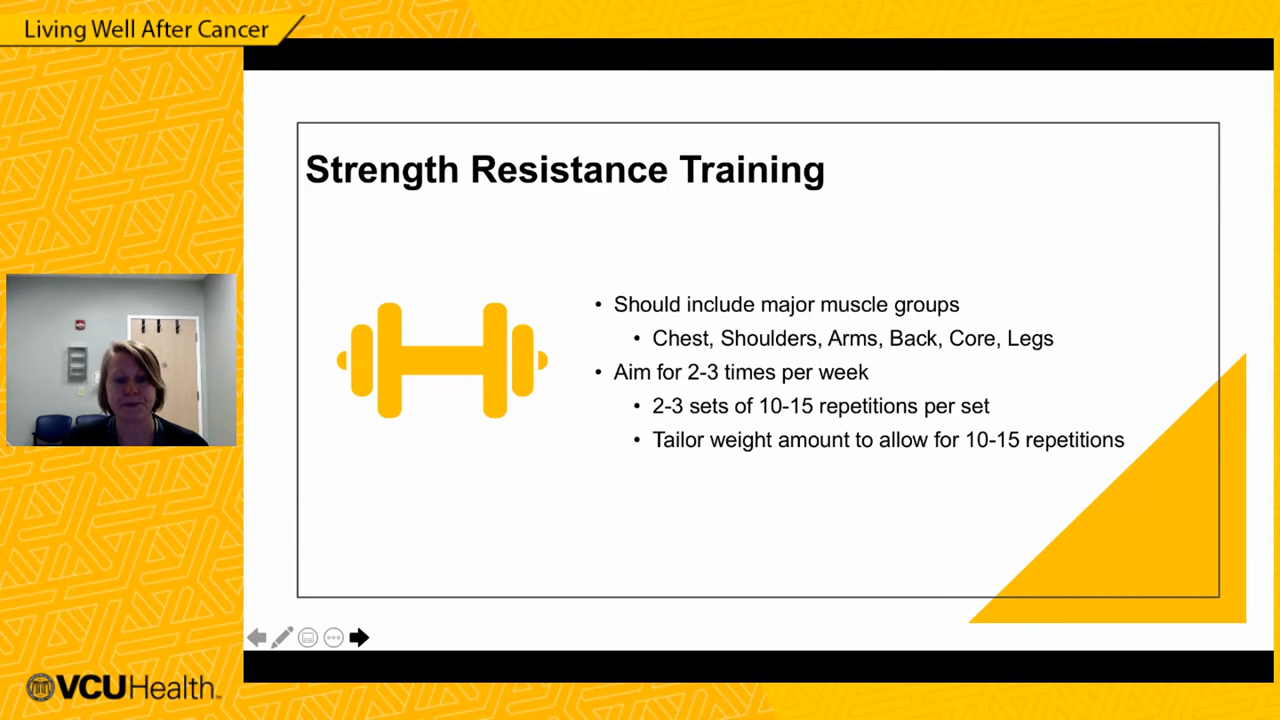 Living Well After Cancer
Strength Resistance Training
• Should include major muscle groups
• Chest, Shoulders, Arms, Back, Core, Legs
• Aim for 2-3 times per week
• 2-3 sets of 10-15 repetitions per set
• Tailor weight amount to allow for 10-15 repetitions
VCUHealth™